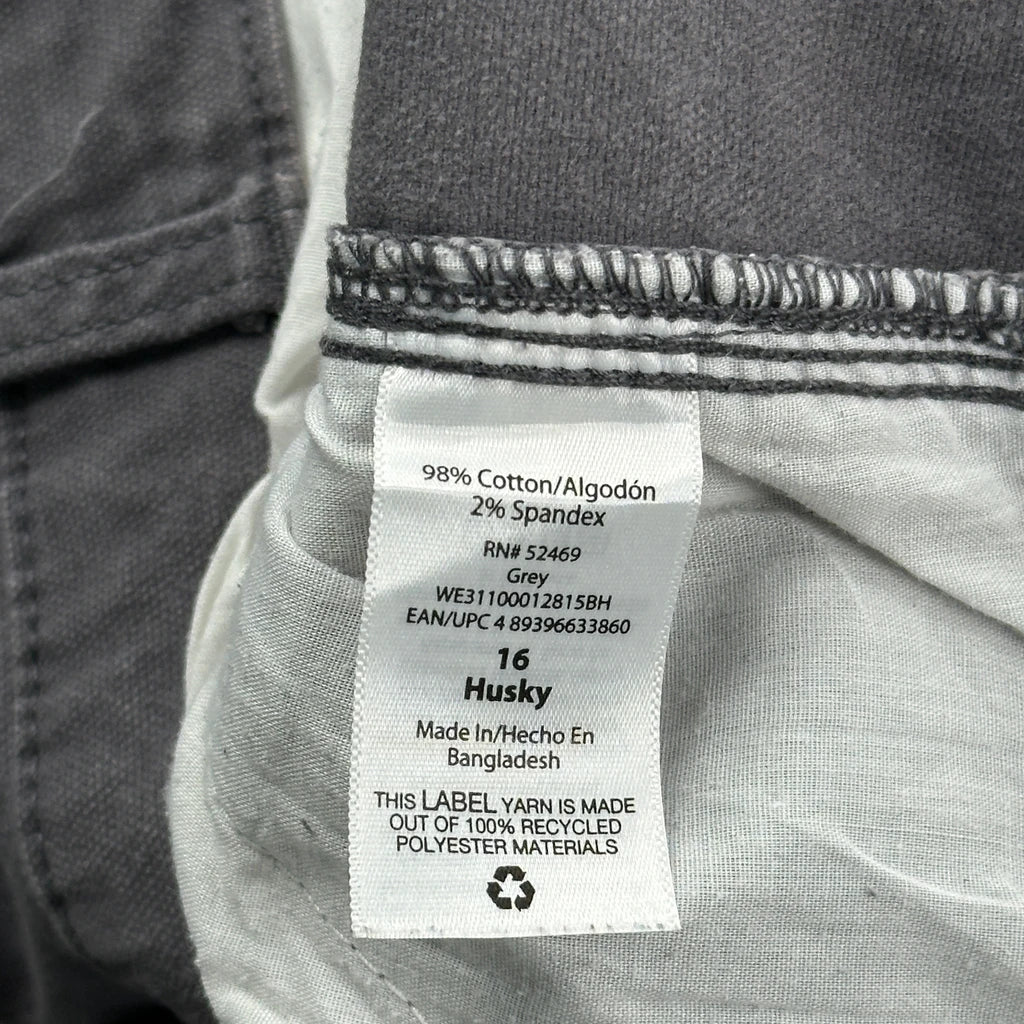 98% Cotton/Algodón
2% Spandex
RN# 52469
Grey
WE31100012815BH
EAN/UPC 4 89396633860
16
Husky
Made In/Hecho En
Bangladesh
THIS LABEL YARN IS MADE
OUT OF 100% RECYCLED
POLYESTER MATERIALS